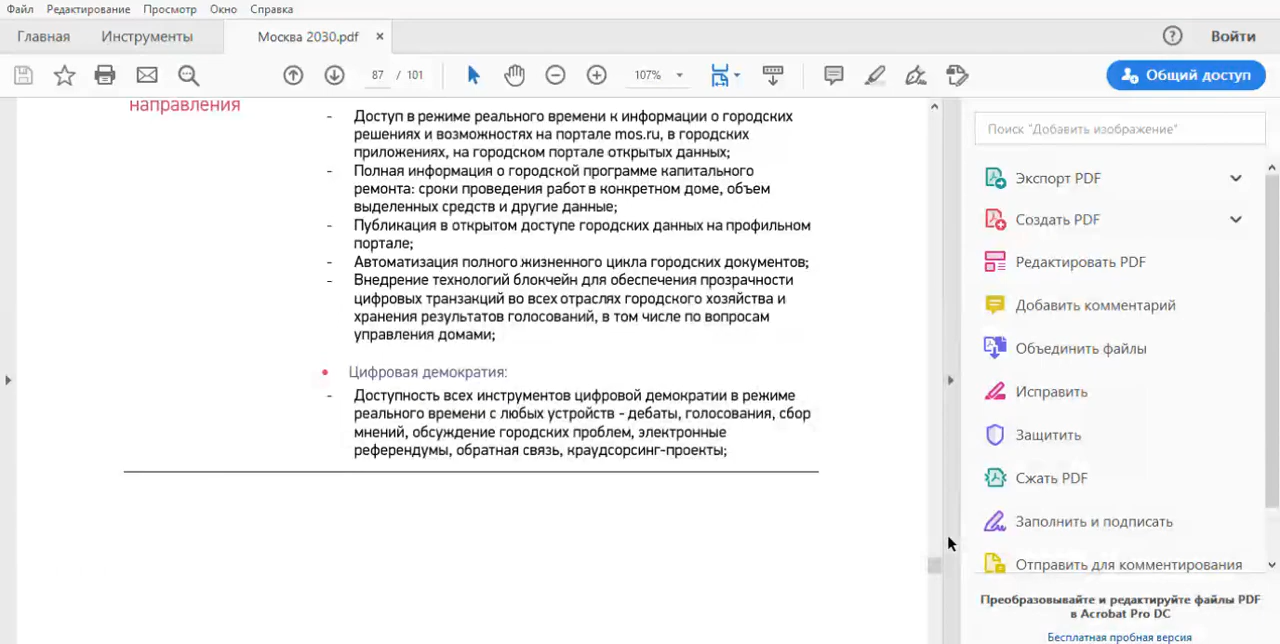 Файл Редактирование Просмотр Окно Справка
Главная Инструменты Москва 2030.pdf × Войти
87 / 101 107% Общий доступ
направления
- Доступ в режиме реального времени к информации о городских
решениях и возможностях на портале mos.ru, в городских
приложениях, на городском портале открытых данных;
- Полная информация о городской программе капитального
ремонта: сроки проведения работ в конкретном доме, объем
выделенных средств и другие данные;
- Публикация в открытом доступе городских данных на профильном
портале;
- Автоматизация полного жизненного цикла городских документов;
- Внедрение технологий блокчейн для обеспечения прозрачности
цифровых транзакций во всех отраслях городского хозяйства и
хранения результатов голосований, в том числе по вопросам
управления домами;
• Цифровая демократия:
- Доступность всех инструментов цифровой демократии в режиме
реального времени с любых устройств - дебаты, голосования, сбор
мнений, обсуждение городских проблем, электронные
референдумы, обратная связь, краудсорсинг-проекты;
Поиск "Добавить изображение"
Экспорт PDF
Создать PDF
Редактировать PDF
Добавить комментарий
Объединить файлы
Исправить
Защитить
Сжать PDF
Заполнить и подписать
Отправить для комментирования
Преобразовывайте и редактируйте файлы PDF
в Acrobat Pro DC
Бесплатная пробная версия